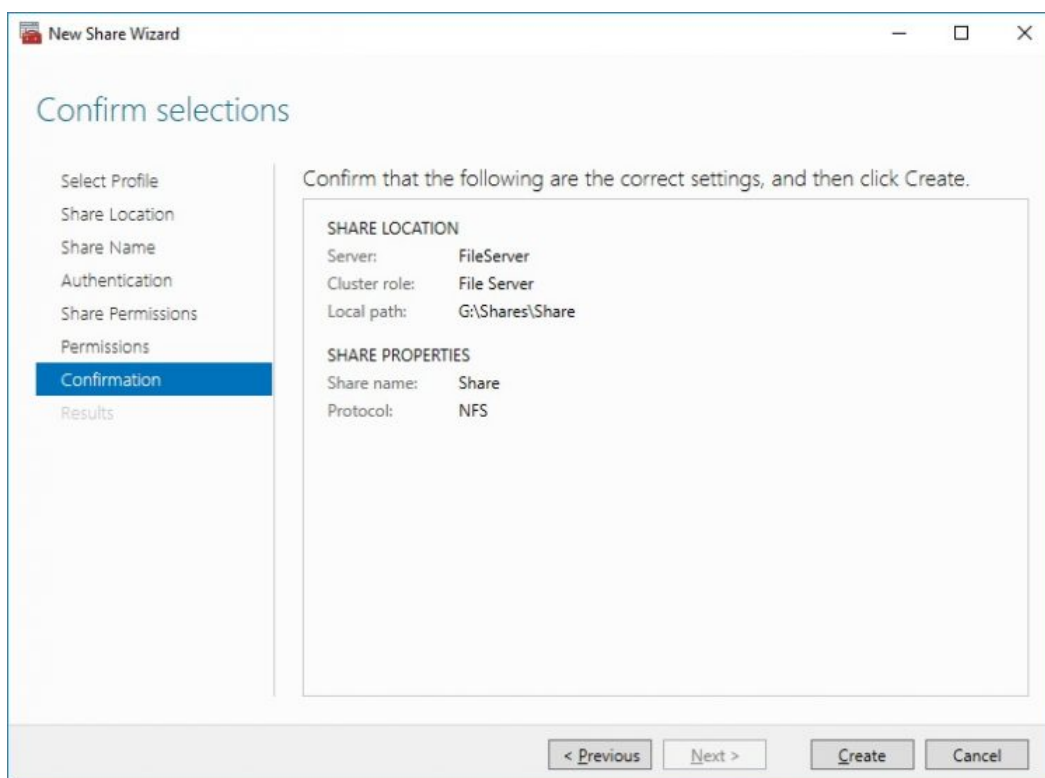 New Share Wizard
Confirm selections
Select Profile
Share Location
Share Name
Authentication
Share Permissions
Permissions
Confirmation
Results
Confirm that the following are the correct settings, and then click Create.
SHARE LOCATION
Server: FileServer
Cluster role: File Server
Local path: G:\Shares\Share
SHARE PROPERTIES
Share name: Share
Protocol: NFS
< Previous Next > Create Cancel